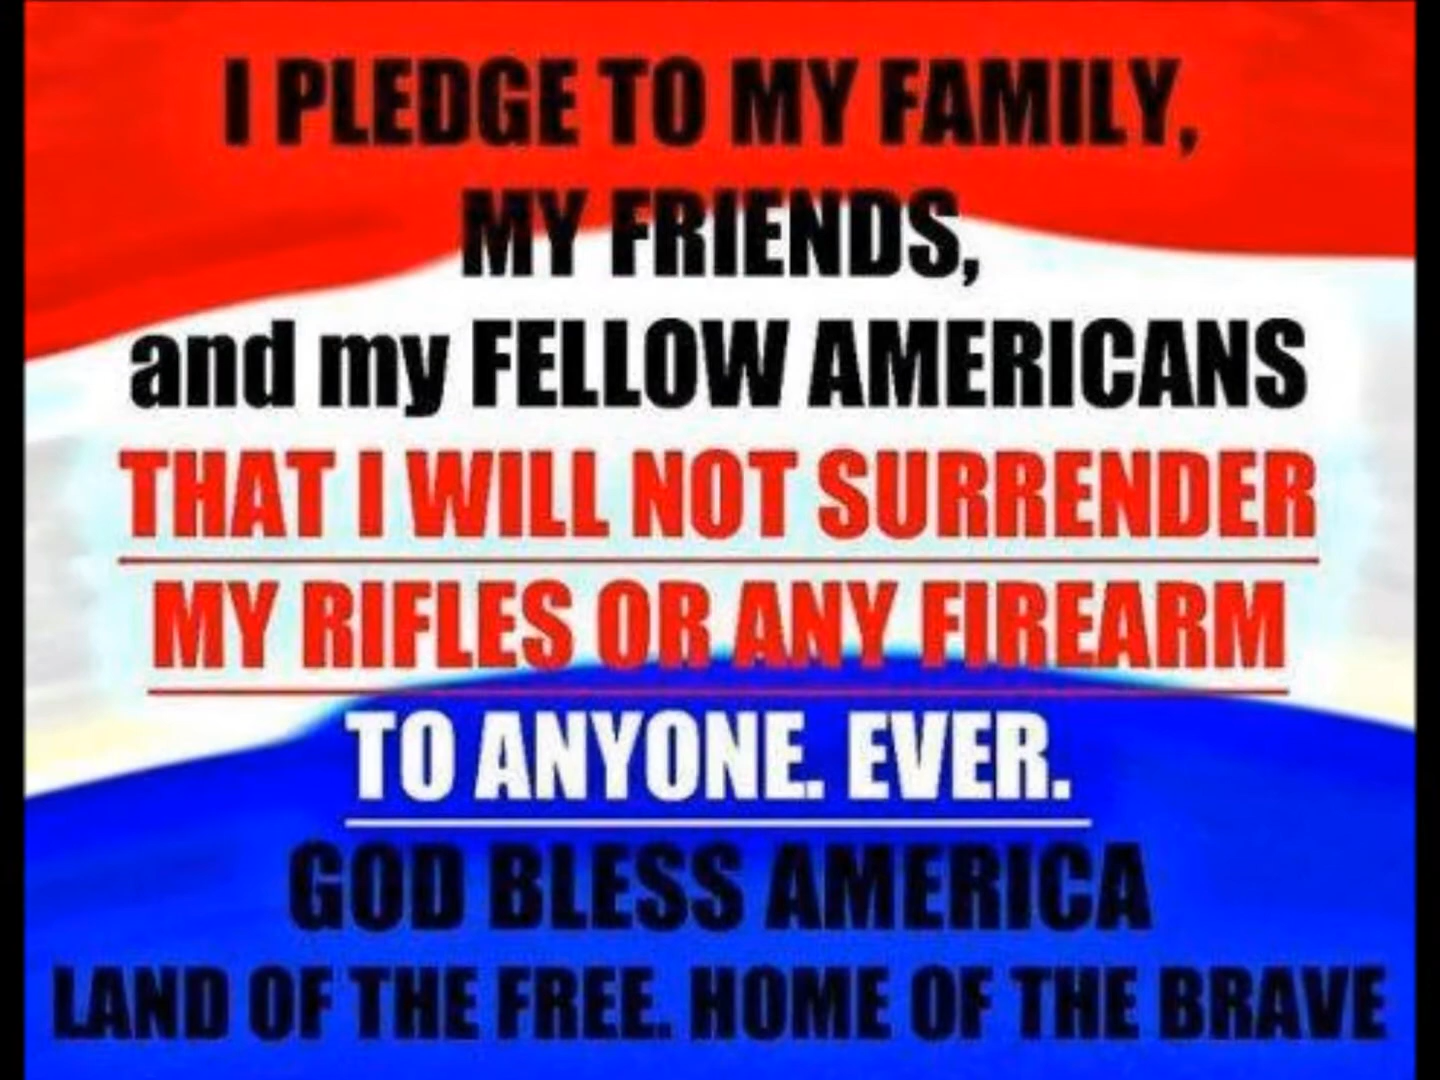 I PLEDGE TO MY FAMILY,
MY FRIENDS,
and my FELLOW AMERICANS
THAT I WILL NOT SURRENDER
MY RIFLES OR ANY FIREARM
TO ANYONE. EVER.
GOD BLESS AMERICA
LAND OF THE FREE. HOME OF THE BRAVE